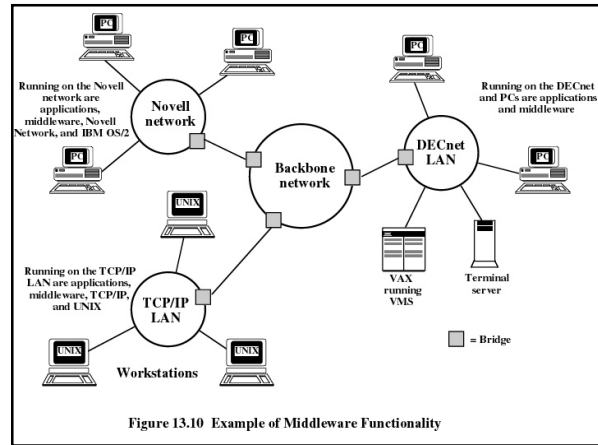 PC
PC
PC
Running on the Novell
network are
applications,
middleware, Novell
Network, and IBM OS/2
Novell
network
PC
Running on the DECnet
and PCs are applications
and middleware
DECnet
LAN
PC
Backbone
network
UNIX
VAX
running
VMS
Terminal
server
Running on the TCP/IP
LAN are applications,
middleware, TCP/IP,
and UNIX
TCP/IP
LAN
UNIX
UNIX
Workstations
= Bridge
Figure 13.10 Example of Middleware Functionality